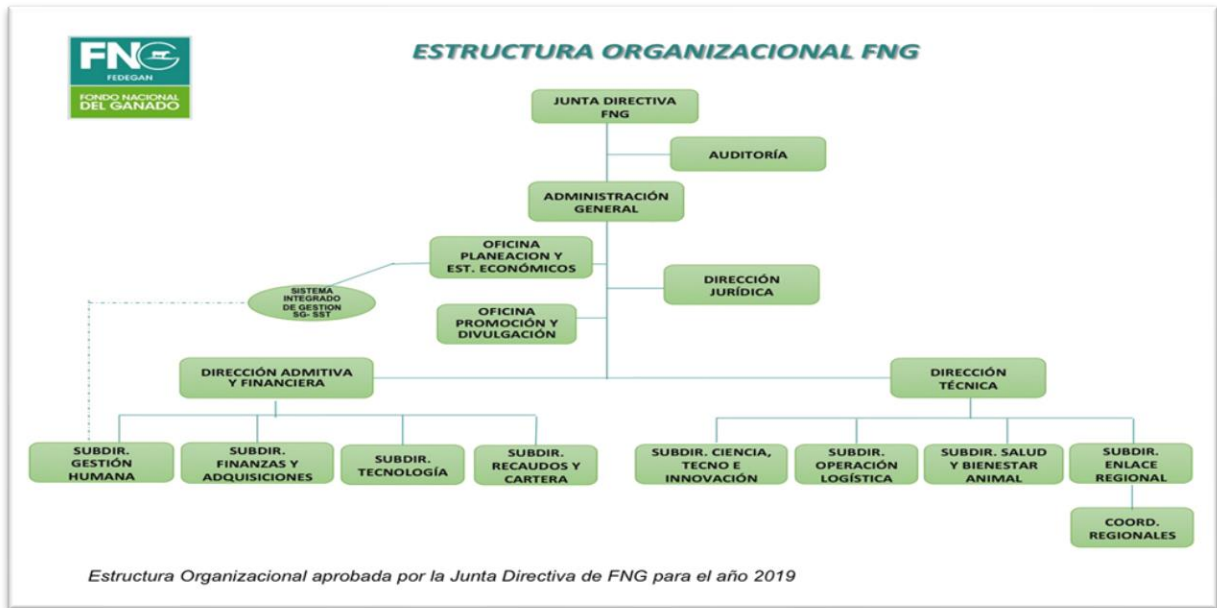 FNG
FEDEGAN
FONDO NACIONAL
DEL GANADO
ESTRUCTURA ORGANIZACIONAL FNG
JUNTA DIRECTIVA
FNG
AUDITORÍA
ADMINISTRACIÓN
GENERAL
OFICINA
PLANEACION Y
EST. ECONÓMICOS
DIRECCIÓN
JURÍDICA
SISTEMA
INTEGRADO
DE GESTION
SG- SST
OFICINA
PROMOCIÓN Y
DIVULGACIÓN
DIRECCIÓN ADMITIVA
Y FINANCIERA
DIRECCIÓN
TÉCNICA
SUBDIR.
GESTIÓN
HUMANA
SUBDIR.
FINANZAS Y
ADQUISICIONES
SUBDIR.
TECNOLOGÍA
SUBDIR.
RECAUDOS Y
CARTERA
SUBDIR. CIENCIA,
TECNO E
INNOVACIÓN
SUBDIR.
OPERACIÓN
LOGÍSTICA
SUBDIR. SALUD
Y BIENESTAR
ANIMAL
SUBDIR.
ENLACE
REGIONAL
COORD.
REGIONALES
Estructura Organizacional aprobada por la Junta Directiva de FNG para el año 2019